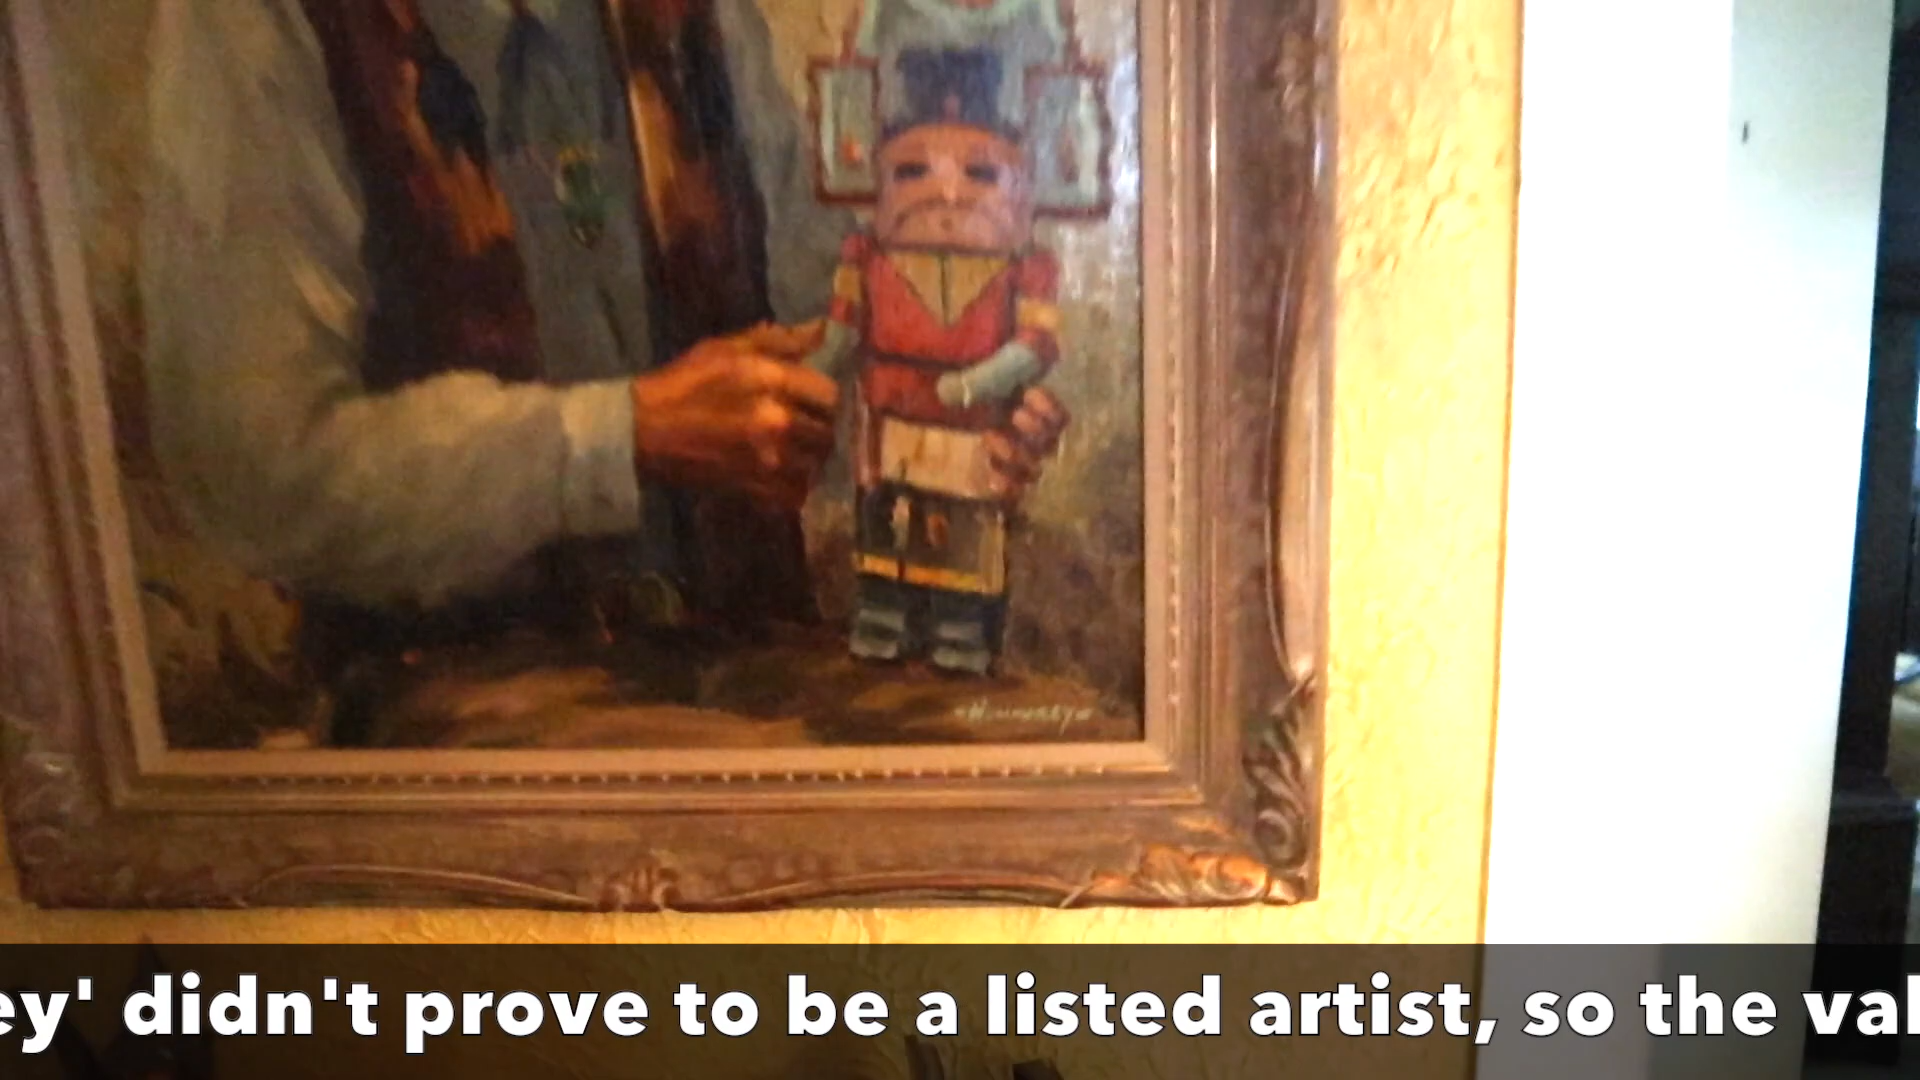 ey' didn't prove to be a listed artist, so the val